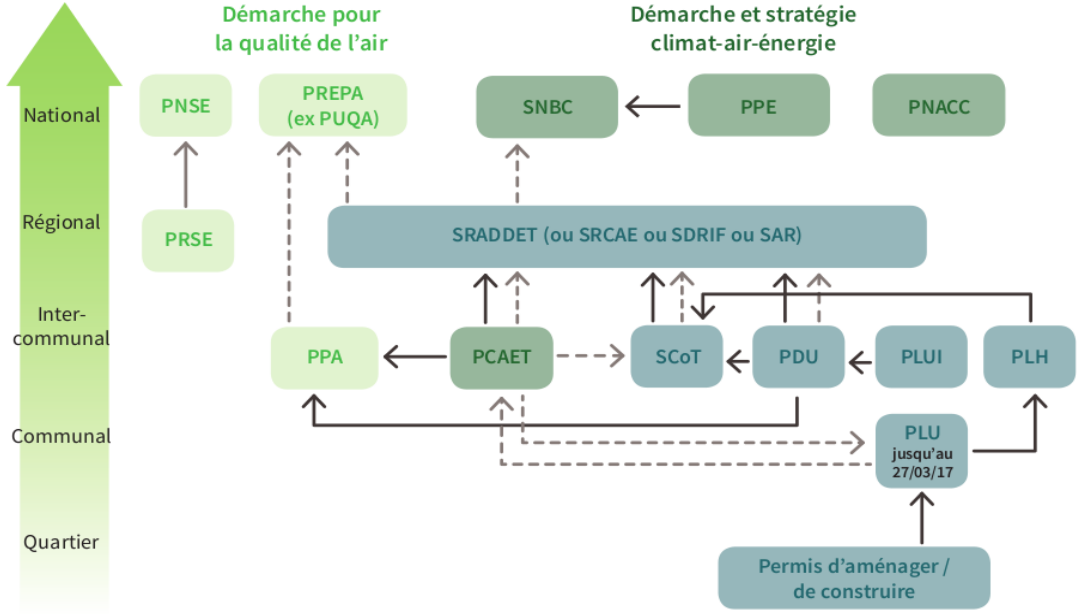 Démarche pour
la qualité de l’air
Démarche et stratégie
climat-air-énergie
National
PNSE
PREPA
(ex PUQA)
SNBC
PPE
PNACC
Régional
PRSE
SRADDET (ou SRCAE ou SDRIF ou SAR)
Inter-
communal
PPA
PCAET
SCoT
PDU
PLUI
PLH
Communal
PLU
jusqu’au
27/03/17
Quartier
Permis d’aménager /
de construire